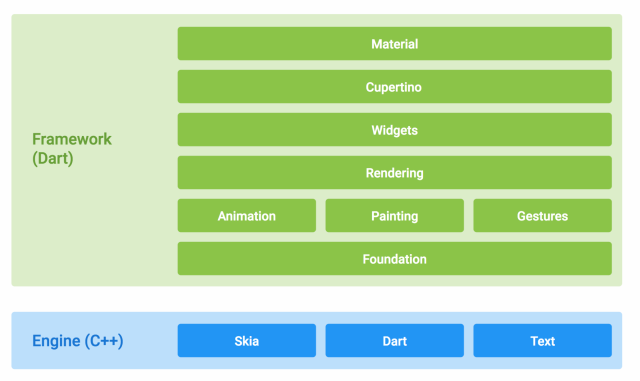 Material
Cupertino
Widgets
Framework
(Dart)
Rendering
Animation Painting Gestures
Foundation
Engine (C++) Skia Dart Text